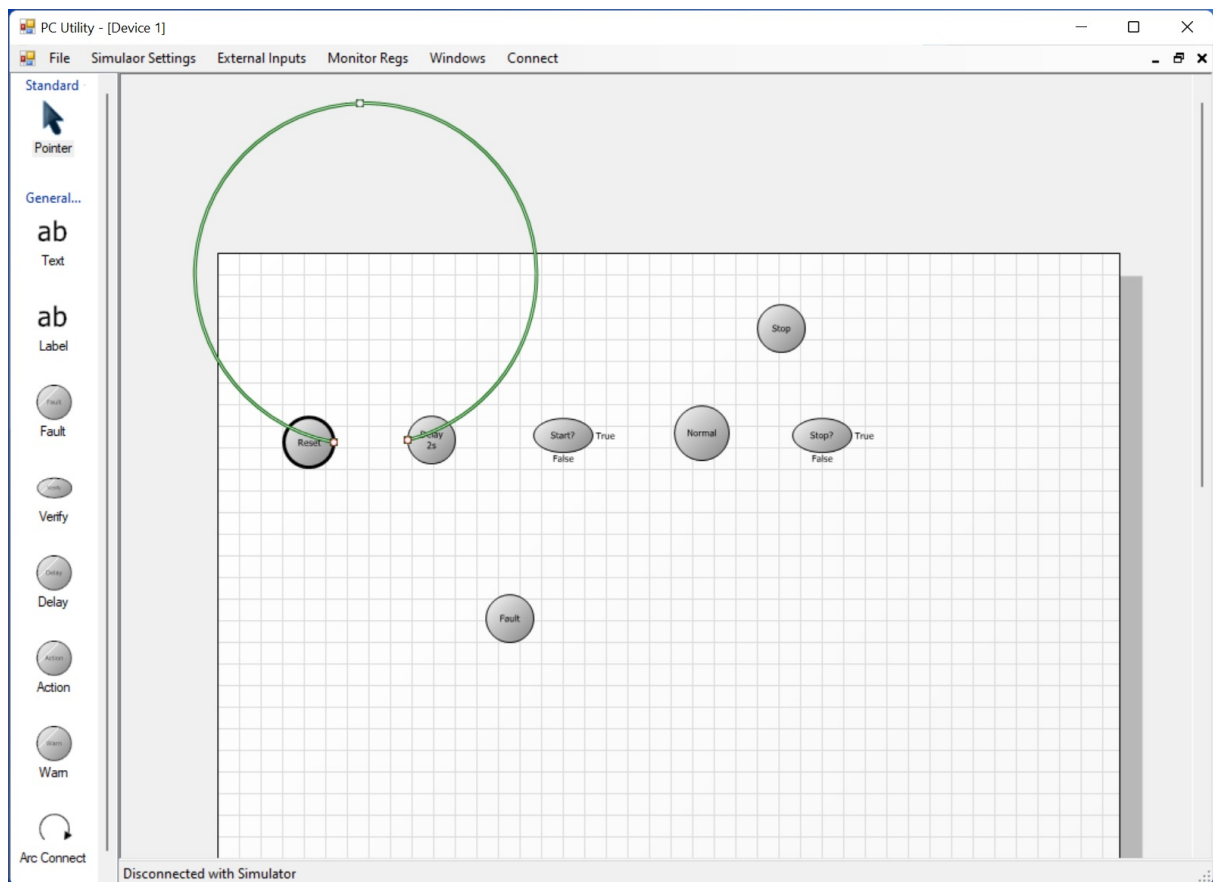 PC Utility - [Device 1]
File Simulaor Settings External Inputs Monitor Regs Windows Connect
Standard
Pointer
General...
ab
Text
ab
Label
Fault
Fault
Verify
Verify
Delay
Delay
Action
Action
Warn
Warn
Arc Connect
Stop
Reset
Delay
2s
Start? True
False
Normal
Stop? True
False
Fault
Disconnected with Simulator